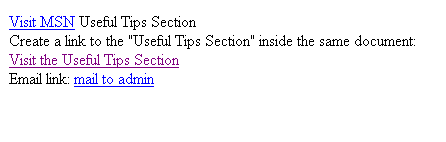 Visit MSN Useful Tips Section
Create a link to the "Useful Tips Section" inside the same document:
Visit the Useful Tips Section
Email link: mail to admin